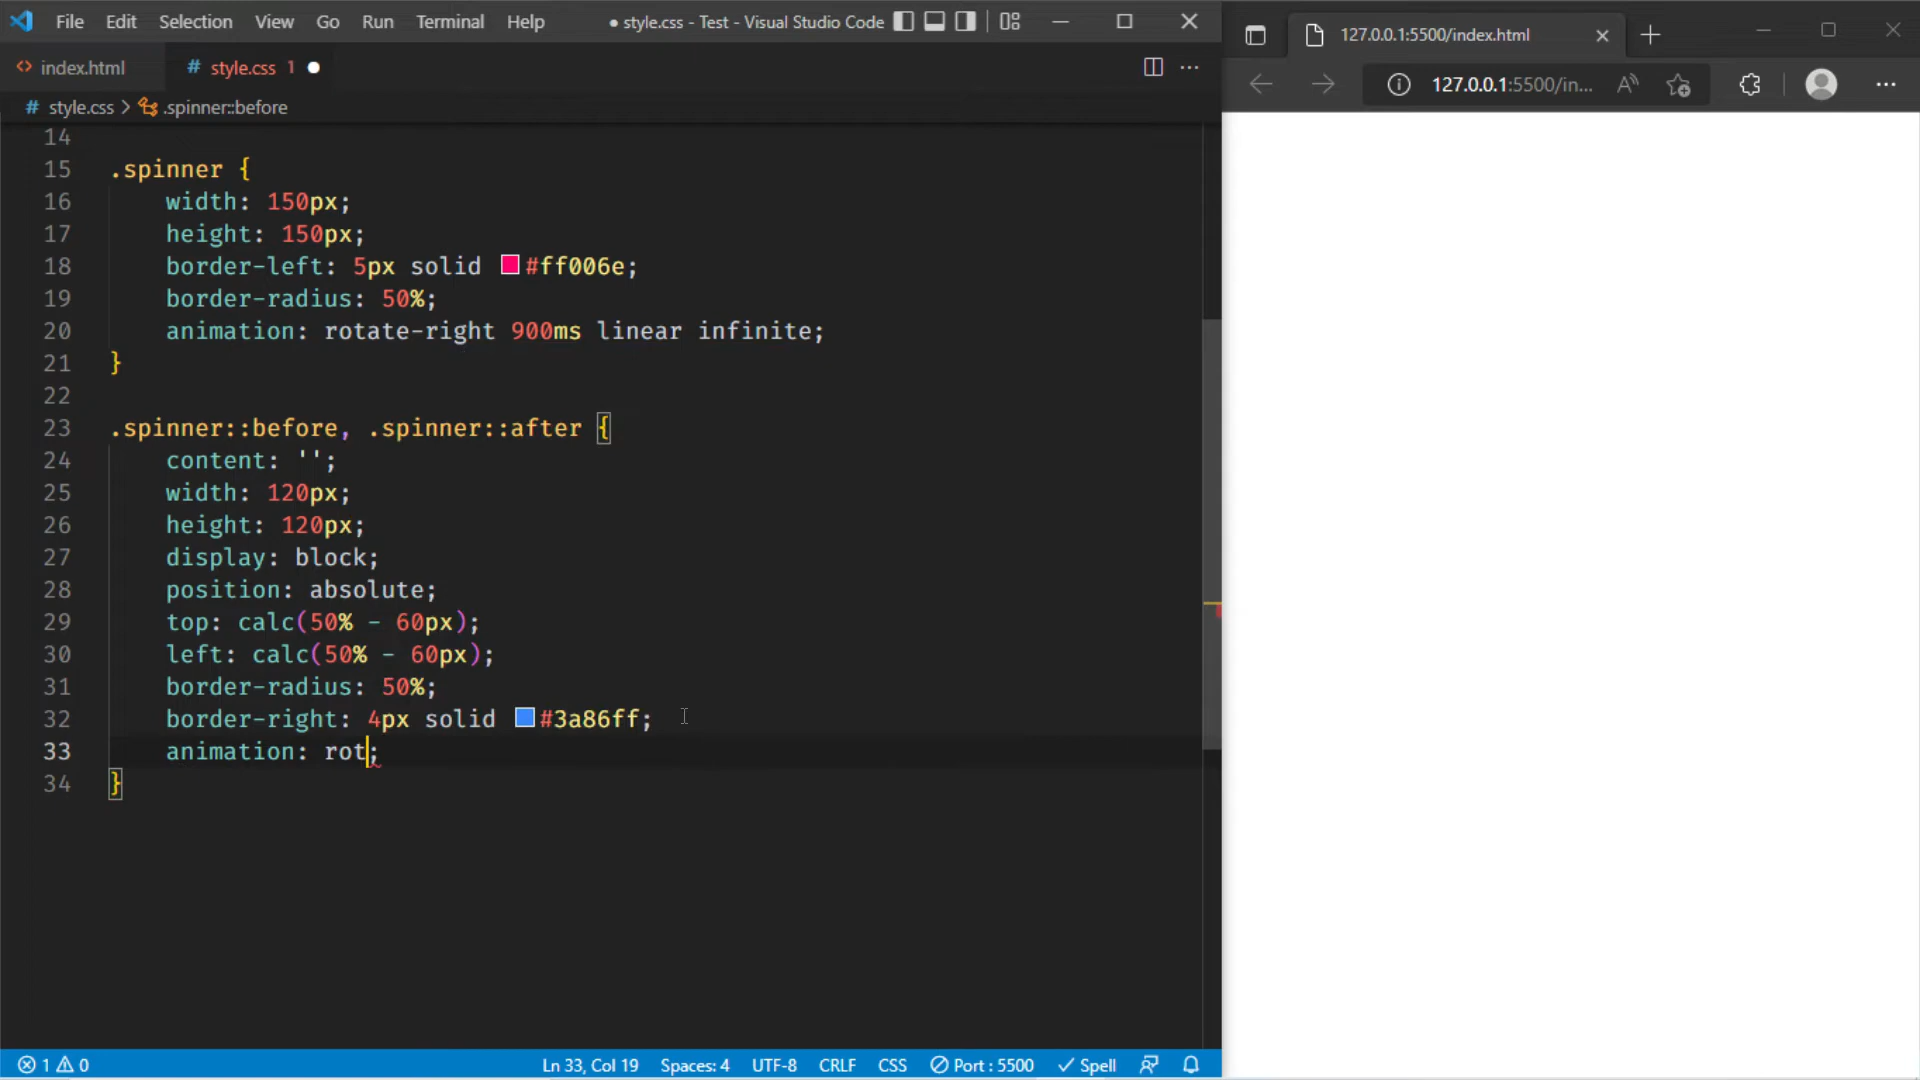 File Edit Selection View Go Run Terminal Help ● style.css - Test - Visual Studio Code
index.html # style.css 1 ●
# style.css > .spinner::before
14
15 .spinner {
16 width: 150px;
17 height: 150px;
18 border-left: 5px solid #ff006e;
19 border-radius: 50%;
20 animation: rotate-right 900ms linear infinite;
21 }
22
23 .spinner::before, .spinner::after {
24 content: '';
25 width: 120px;
26 height: 120px;
27 display: block;
28 position: absolute;
29 top: calc(50% - 60px);
30 left: calc(50% - 60px);
31 border-radius: 50%;
32 border-right: 4px solid #3a86ff;
33 animation: rot;
34 }
1 0 Ln 33, Col 19 Spaces: 4 UTF-8 CRLF CSS Port : 5500 Spell
127.0.0.1:5500/index.html
127.0.0.1:5500/in...